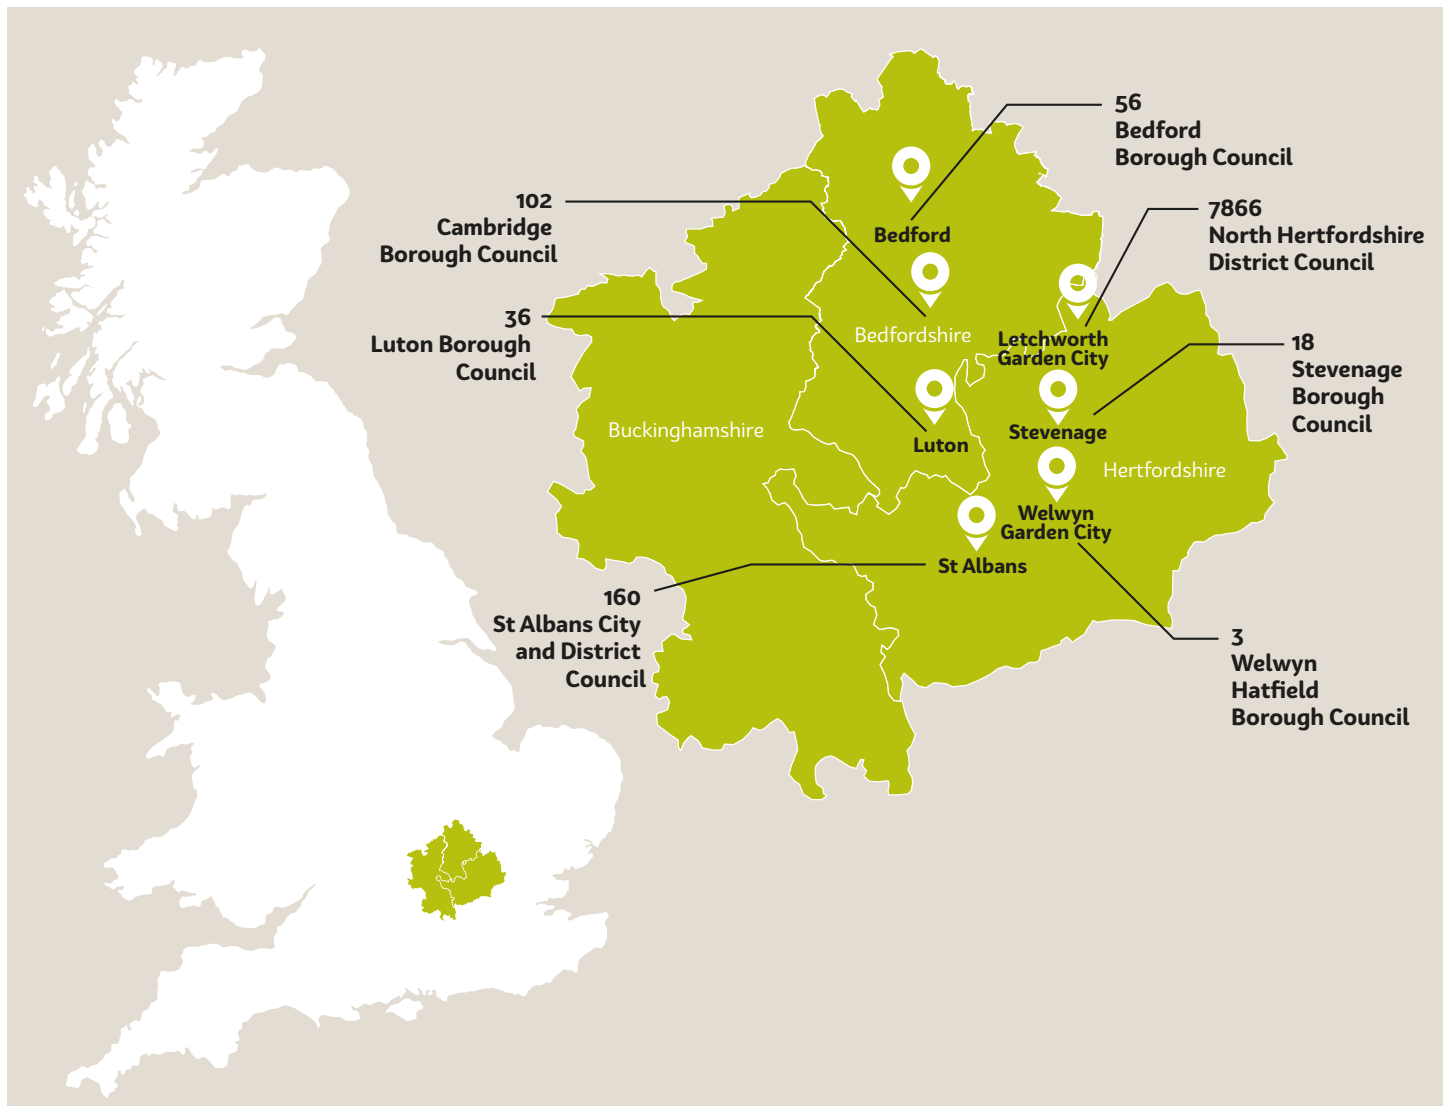 56
Bedford
Borough Council
102
Cambridge
Borough Council
7866
North Hertfordshire
District Council
Bedford
36
Luton Borough
Council
Bedfordshire
Letchworth
Garden City
18
Stevenage
Borough
Council
Buckinghamshire
Luton
Stevenage
Hertfordshire
Welwyn
Garden City
St Albans
160
St Albans City
and District
Council
3
Welwyn
Hatfield
Borough Council